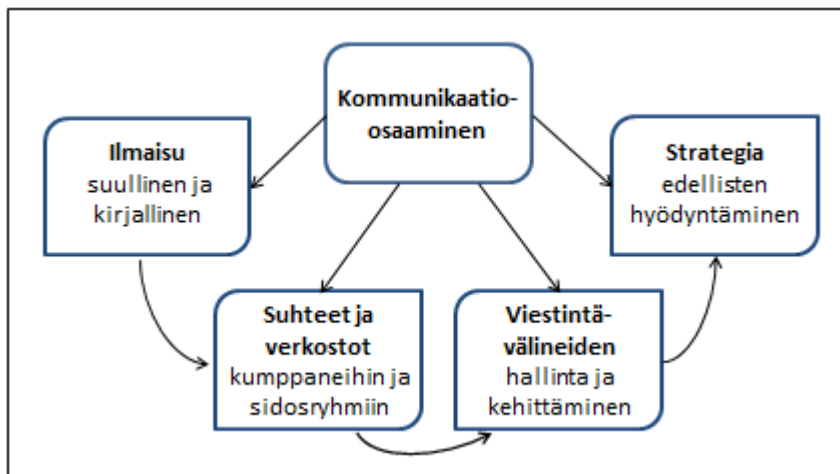 Kommunikaatio-
osaaminen
Ilmaisu
suullinen ja
kirjallinen
Strategia
edellisten
hyödyntäminen
Suhteet ja
verkostot
kumppaneihin ja
sidosryhmiin
Viestintä-
välineiden
hallinta ja
kehittäminen